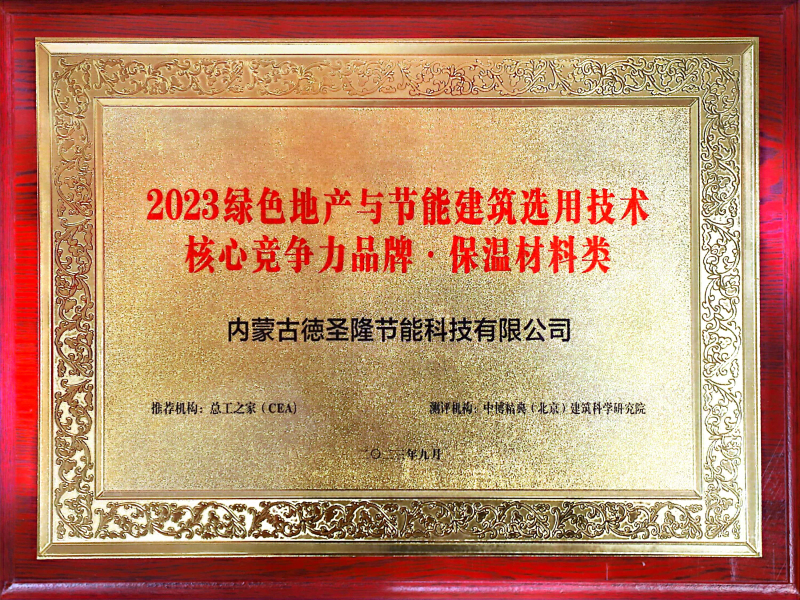 2023绿色地产与节能建筑选用技术
核心竞争力品牌·保温材料类
内蒙古德圣隆节能科技有限公司
推荐机构：总工之家（CEA） 测评机构：中博精典（北京）建筑科学研究院
二〇二三年九月